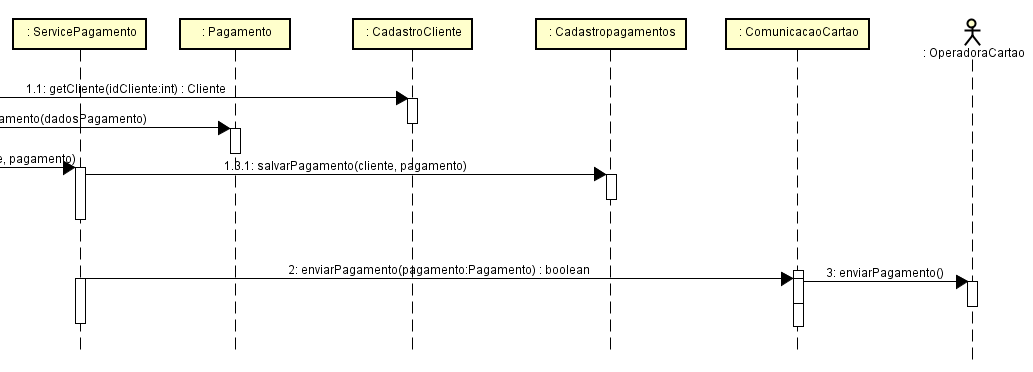 : ServicePagamento
: Pagamento
: CadastroCliente
: Cadastropagamentos
: ComunicacaoCartao
: OperadoraCartao
1.1: getCliente(idCliente:int) : Cliente
amento(dadosPagamento)
e, pagamento)
1.3.1: salvarPagamento(cliente, pagamento)
2: enviarPagamento(pagamento:Pagamento) : boolean
3: enviarPagamento()